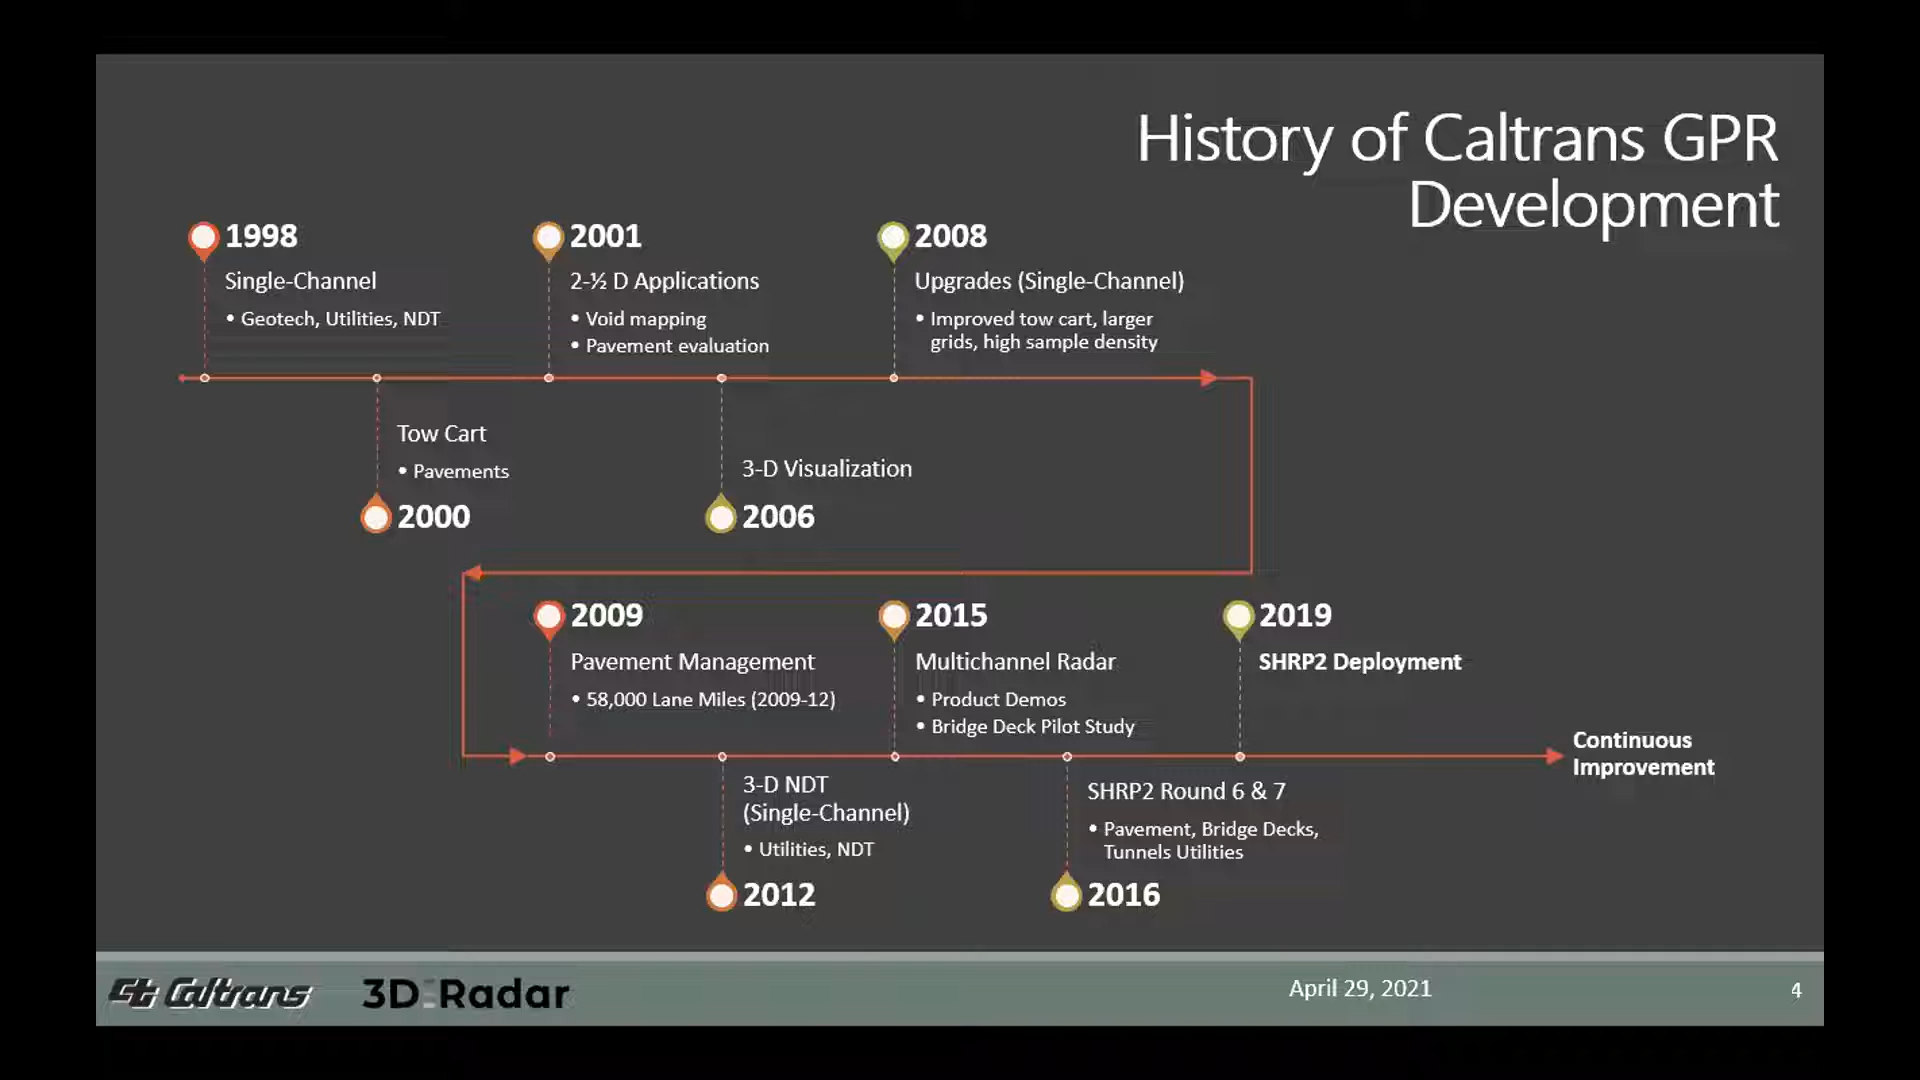 History of Caltrans GPR
Development
1998
Single-Channel
• Geotech, Utilities, NDT
2001
2-½ D Applications
• Void mapping
• Pavement evaluation
2008
Upgrades (Single-Channel)
• Improved tow cart, larger
grids, high sample density
Tow Cart
• Pavements
2000
3-D Visualization
2006
2009
Pavement Management
• 58,000 Lane Miles (2009-12)
2015
Multichannel Radar
• Product Demos
• Bridge Deck Pilot Study
2019
SHRP2 Deployment
Continuous
Improvement
3-D NDT
(Single-Channel)
• Utilities, NDT
2012
SHRP2 Round 6 & 7
• Pavement, Bridge Decks,
Tunnels Utilities
2016
Ct Caltrans
3D Radar
April 29, 2021
4